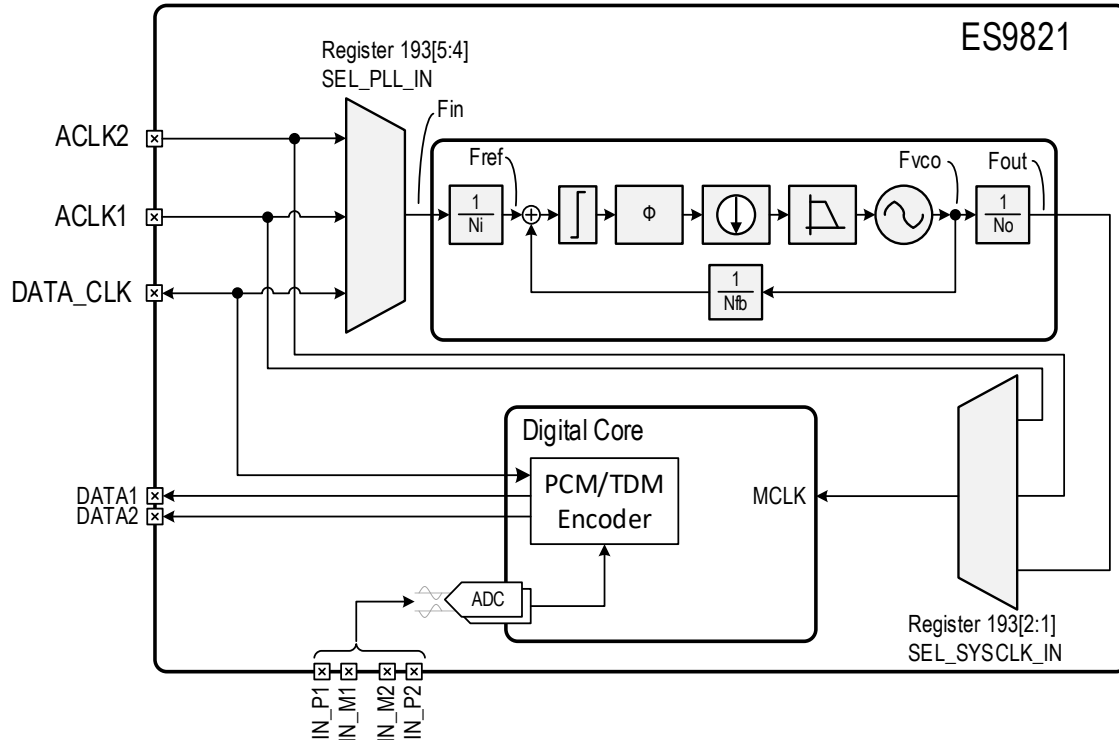 ES9821
Register 193[5:4]
SEL_PLL_IN
Fin
ACLK2
Fref
Fvco
Fout
1
Ni
Φ
1
No
ACLK1
1
Nfb
DATA_CLK
Digital Core
PCM/TDM
Encoder
MCLK
DATA1
DATA2
ADC
Register 193[2:1]
SEL_SYSCLK_IN
IN_P1
IN_M1
IN_M2
IN_P2